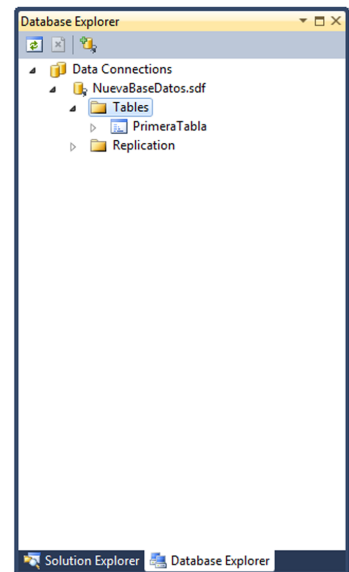 Database Explorer
Data Connections
NuevaBaseDatos.sdf
Tables
PrimeraTabla
Replication
Solution Explorer Database Explorer